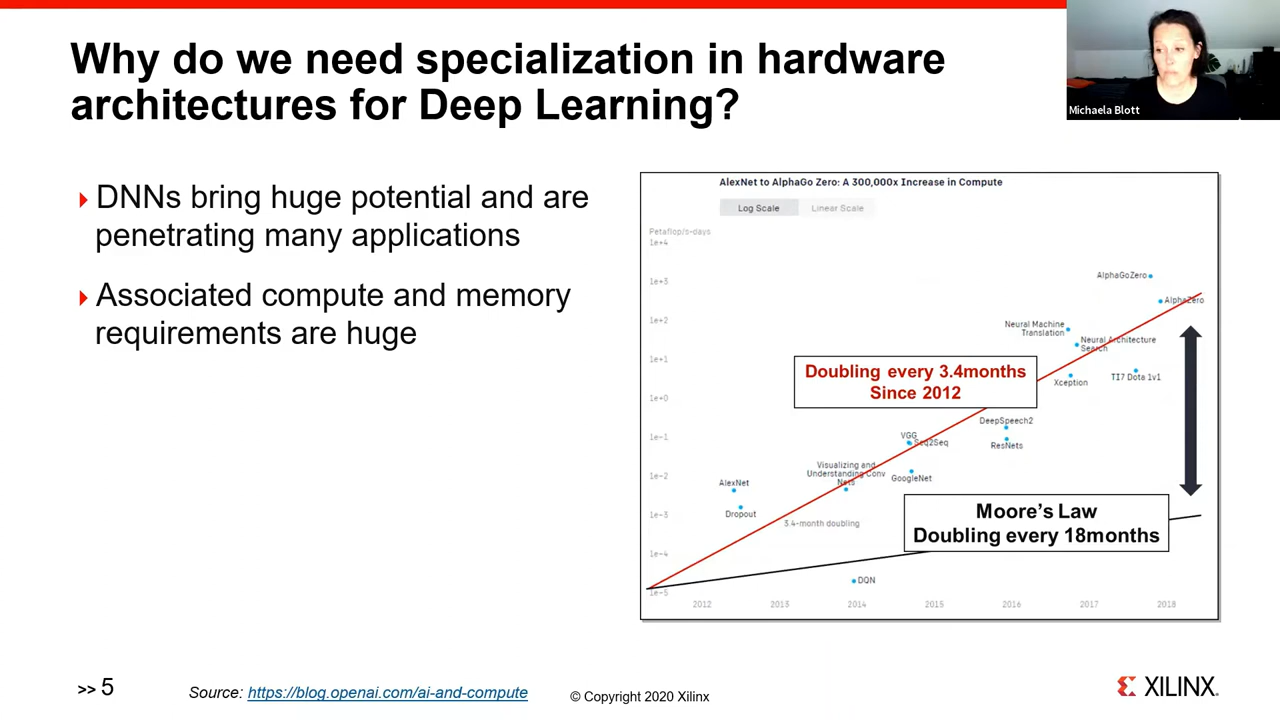 Why do we need specialization in hardware
architectures for Deep Learning?
Michaela Blott
DNNs bring huge potential and are
penetrating many applications
Associated compute and memory
requirements are huge
AlexNet to AlphaGo Zero: A 300,000x Increase in Compute
Log Scale
Linear Scale
Petaflop/s-days
1e+4
1e+3
1e+2
1e+1
1e+0
1e-1
1e-2
1e-3
1e-4
1e-5
AlphaGoZero
AlphaZero
Neural Machine
Translation
Neural Architecture
Search
Xception
TI7 Dota 1v1
Doubling every 3.4months
Since 2012
DeepSpeech2
ResNets
VGG
Seq2Seq
GoogleNet
Visualizing and
Understanding Conv
Nets
AlexNet
Dropout
3.4-month doubling
Moore's Law
Doubling every 18months
DQN
2012 2013 2014 2015 2016 2017 2018
>> 5
Source: https://blog.openai.com/ai-and-compute
© Copyright 2020 Xilinx
XILINX.